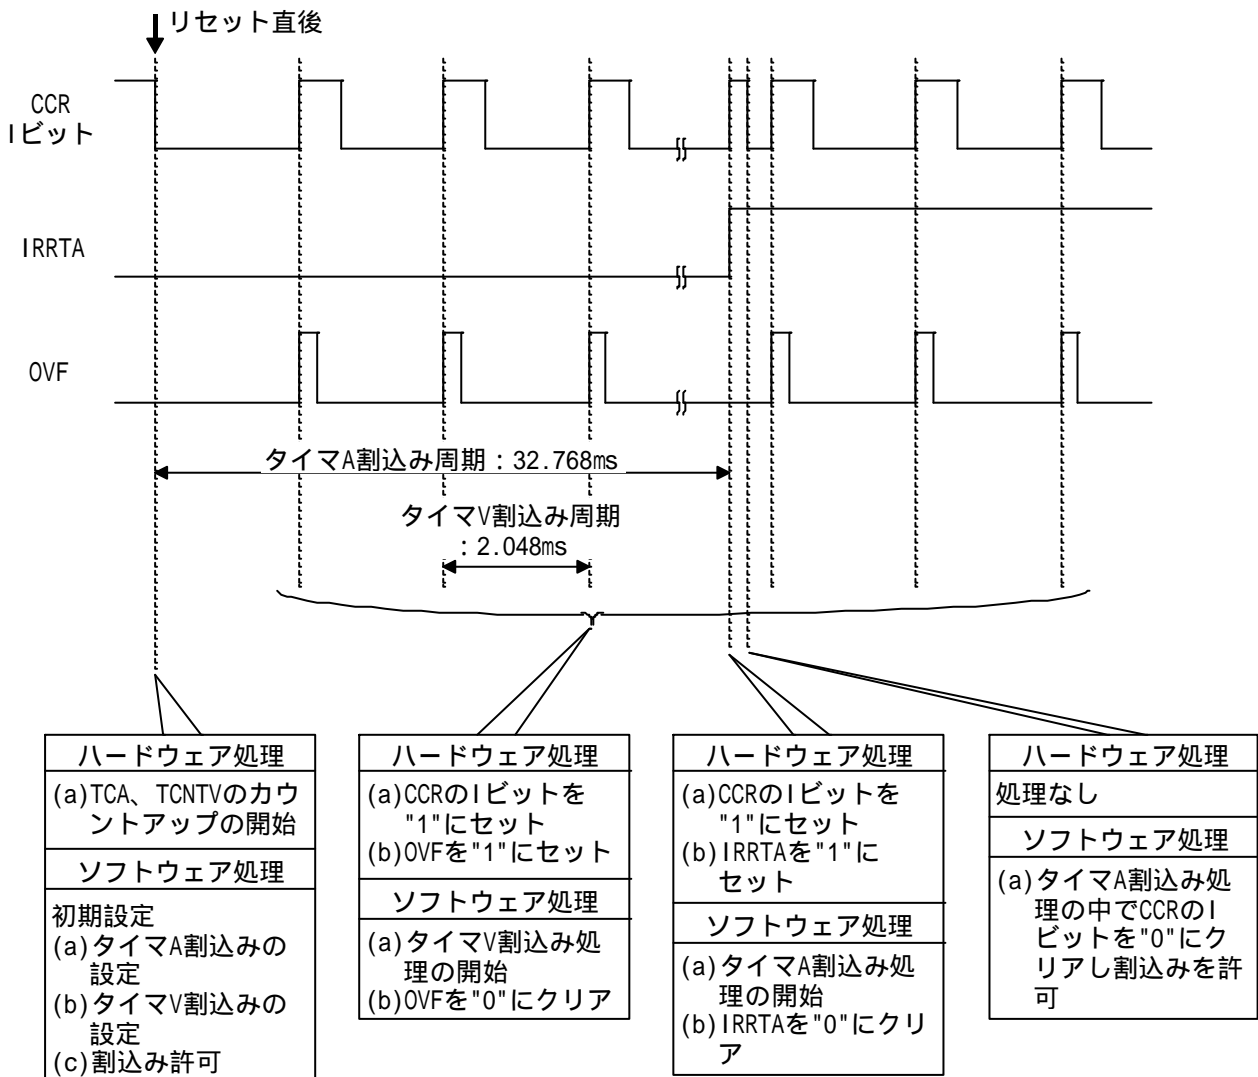 リセット直後
CCR
Iビット
IRRTA
OVF
タイマA割込み周期:32.768ms
タイマV割込み周期
:2.048ms
ハードウェア処理
(a)TCA、TCNTVのカウ
ントアップの開始
ソフトウェア処理
初期設定
(a)タイマA割込みの
設定
(b)タイマV割込みの
設定
(c)割込み許可
ハードウェア処理
(a)CCRのIビットを
"1"にセット
(b)OVFを"1"にセット
ソフトウェア処理
(a)タイマV割込み処
理の開始
(b)OVFを"0"にクリア
ハードウェア処理
(a)CCRのIビットを
"1"にセット
(b)IRRTAを"1"に
セット
ソフトウェア処理
(a)タイマA割込み処
理の開始
(b)IRRTAを"0"にクリ
ア
ハードウェア処理
処理なし
ソフトウェア処理
(a)タイマA割込み処
理の中でCCRのI
ビットを"0"にク
リアし割込みを許
可